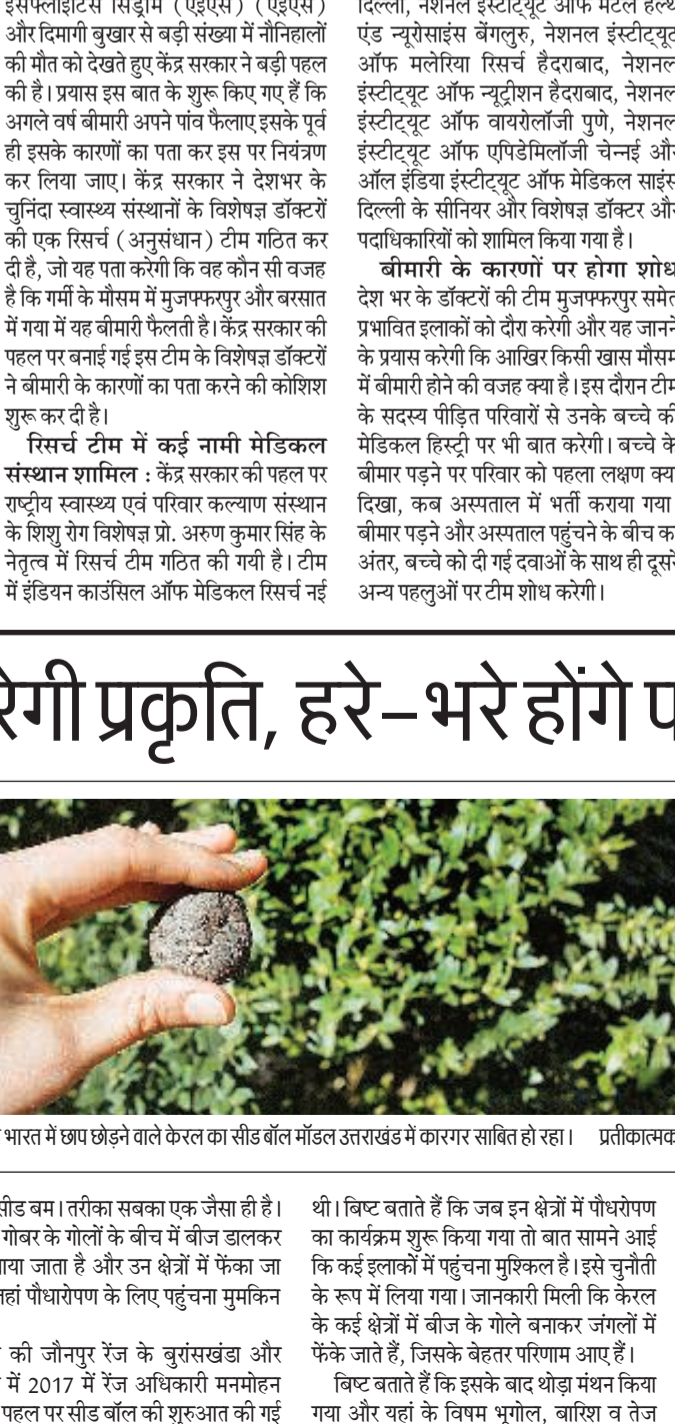 इंसेफ्लाइटिस सिंड्रोम (एइएस) (एईएस)
और दिमागी बुखार से बड़ी संख्या में नौनिहालों
की मौत को देखते हुए केंद्र सरकार ने बड़ी पहल
की है। प्रयास इस बात के शुरू किए गए हैं कि
अगले वर्ष बीमारी अपने पांव फैलाए इसके पूर्व
ही इसके कारणों का पता कर इस पर नियंत्रण
कर लिया जाए। केंद्र सरकार ने देशभर के
चुनिंदा स्वास्थ्य संस्थानों के विशेषज्ञ डॉक्टरों
की एक रिसर्च (अनुसंधान) टीम गठित कर
दी है, जो यह पता करेगी कि वह कौन सी वजह
है कि गर्मी के मौसम में मुजफ्फरपुर और बरसात
में गया में यह बीमारी फैलती है। केंद्र सरकार की
पहल पर बनाई गई इस टीम के विशेषज्ञ डॉक्टरों
ने बीमारी के कारणों का पता करने की कोशिश
शुरू कर दी है।
रिसर्च टीम में कई नामी मेडिकल
संस्थान शामिल : केंद्र सरकार की पहल पर
राष्ट्रीय स्वास्थ्य एवं परिवार कल्याण संस्थान
के शिशु रोग विशेषज्ञ प्रो. अरुण कुमार सिंह के
नेतृत्व में रिसर्च टीम गठित की गयी है। टीम
में इंडियन काउंसिल ऑफ मेडिकल रिसर्च नई
दिल्ली, नेशनल इंस्टीट्यूट ऑफ मेंटल हेल्थ
एंड न्यूरोसाइंस बेंगलुरु, नेशनल इंस्टीट्यूट
ऑफ मलेरिया रिसर्च हैदराबाद, नेशनल
इंस्टीट्यूट ऑफ न्यूट्रीशन हैदराबाद, नेशनल
इंस्टीट्यूट ऑफ वायरोलॉजी पुणे, नेशनल
इंस्टीट्यूट ऑफ एपिडेमिलॉजी चेन्नई और
ऑल इंडिया इंस्टीट्यूट ऑफ मेडिकल साइंस
दिल्ली के सीनियर और विशेषज्ञ डॉक्टर और
पदाधिकारियों को शामिल किया गया है।
बीमारी के कारणों पर होगा शोध
देश भर के डॉक्टरों की टीम मुजफ्फरपुर समेत
प्रभावित इलाकों को दौरा करेगी और यह जानने
के प्रयास करेगी कि आखिर किसी खास मौसम
में बीमारी होने की वजह क्या है। इस दौरान टीम
के सदस्य पीड़ित परिवारों से उनके बच्चे की
मेडिकल हिस्ट्री पर भी बात करेगी। बच्चे के
बीमार पड़ने पर परिवार को पहला लक्षण क्या
दिखा, कब अस्पताल में भर्ती कराया गया
बीमार पड़ने और अस्पताल पहुंचने के बीच का
अंतर, बच्चे को दी गई दवाओं के साथ ही दूसरे
अन्य पहलुओं पर टीम शोध करेगी।
रेगी प्रकृति, हरे-भरे होंगे प
भारत में छाप छोड़ने वाले केरल का सीड बॉल मॉडल उत्तराखंड में कारगर साबित हो रहा। प्रतीकात्मक
सीड बम। तरीका सबका एक जैसा ही है।
गोबर के गोलों के बीच में बीज डालकर
या जाता है और उन क्षेत्रों में फेंका जा
हां पौधारोपण के लिए पहुंचना मुमकिन
की जौनपुर रेंज के बुरांसखंडा और
में 2017 में रेंज अधिकारी मनमोहन
पहल पर सीड बॉल की शुरुआत की गई
थी। बिष्ट बताते हैं कि जब इन क्षेत्रों में पौधरोपण
का कार्यक्रम शुरू किया गया तो बात सामने आई
कि कई इलाकों में पहुंचना मुश्किल है। इसे चुनौती
के रूप में लिया गया। जानकारी मिली कि केरल
के कई क्षेत्रों में बीज के गोले बनाकर जंगलों में
फेंके जाते हैं, जिसके बेहतर परिणाम आए हैं।
बिष्ट बताते हैं कि इसके बाद थोड़ा मंथन किया
गया और यहां के विषम भूगोल, बारिश व तेज